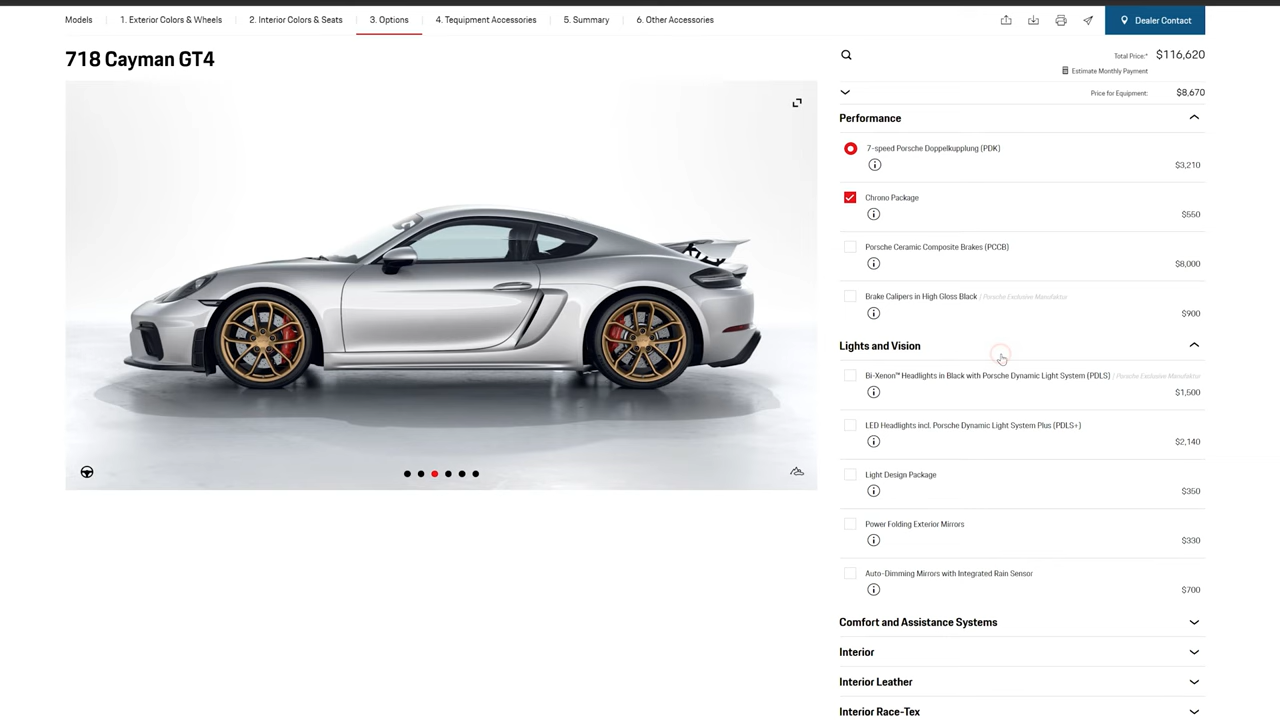 Models
1. Exterior Colors & Wheels
2. Interior Colors & Seats
3. Options
4. Tequipment Accessories
5. Summary
6. Other Accessories
Dealer Contact
718 Cayman GT4
Total Price:* $116,620
Estimate Monthly Payment
Price for Equipment: $8,670
Performance
7-speed Porsche Doppelkupplung (PDK)
$3,210
Chrono Package
$550
Porsche Ceramic Composite Brakes (PCCB)
$8,000
Brake Calipers in High Gloss Black | Porsche Exclusive Manufaktur
$900
Lights and Vision
Bi-Xenon™ Headlights in Black with Porsche Dynamic Light System (PDLS) | Porsche Exclusive Manufaktur
$1,500
LED Headlights incl. Porsche Dynamic Light System Plus (PDLS+)
$2,140
Light Design Package
$350
Power Folding Exterior Mirrors
$330
Auto-Dimming Mirrors with Integrated Rain Sensor
$700
Comfort and Assistance Systems
Interior
Interior Leather
Interior Race-Tex